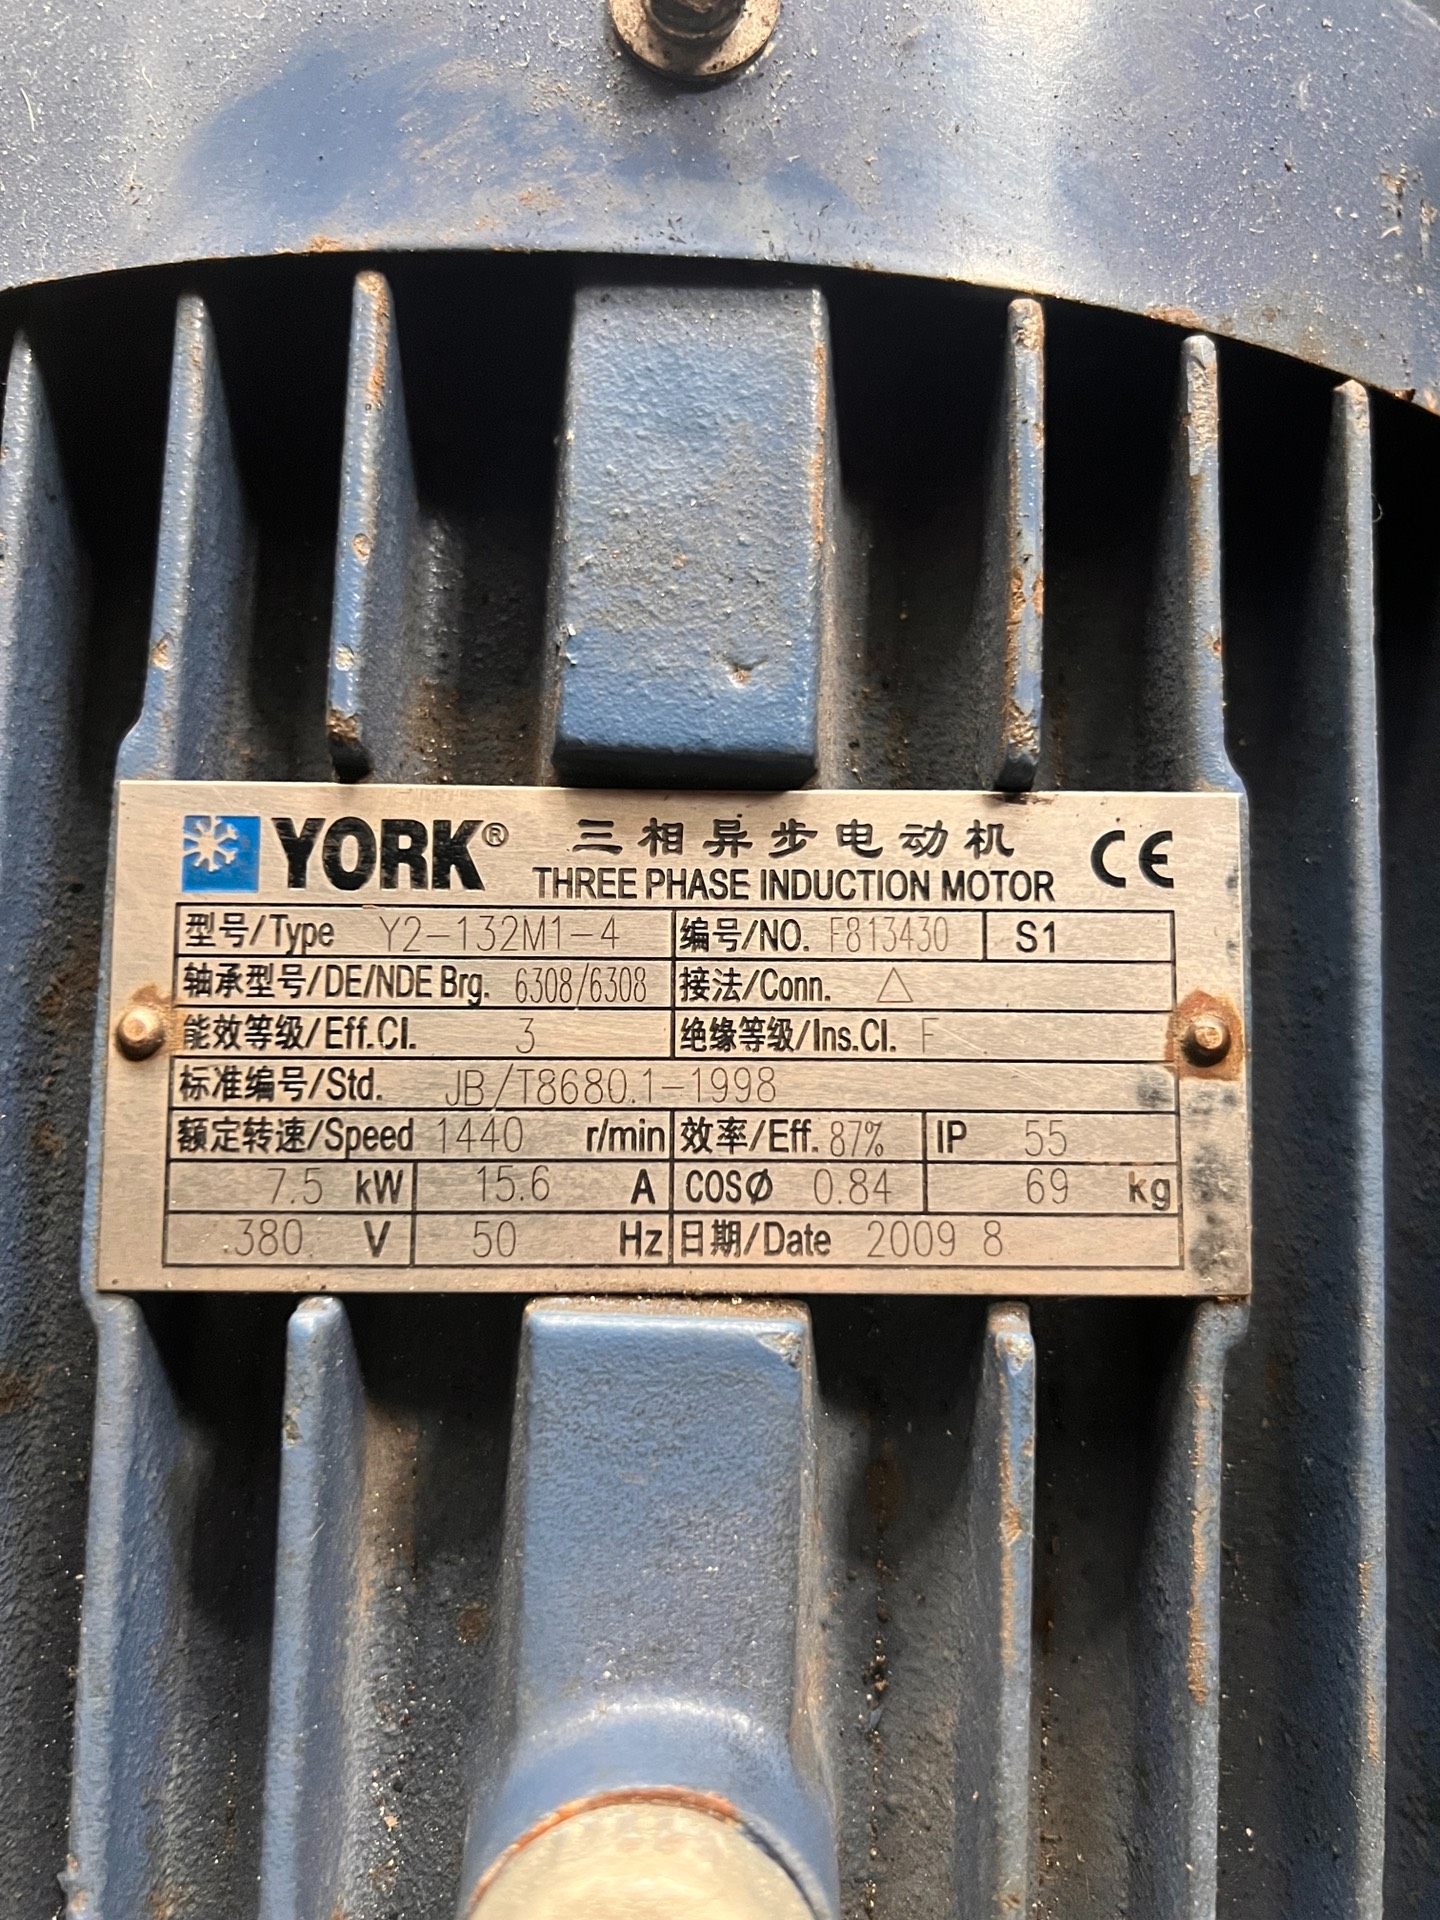 YORK® 三相异步电动机 CE
THREE PHASE INDUCTION MOTOR
型号/Type Y2-132M1-4 编号/NO. F813430 S1
轴承型号/DE/NDE Brg. 6308/6308 接法/Conn. △
能效等级/Eff.Cl. 3 绝缘等级/Ins.Cl. F
标准编号/Std. JB/T8680.1-1998
额定转速/Speed 1440 r/min 效率/Eff. 87% IP 55
7.5 kW 15.6 A COSØ 0.84 69 kg
380 V 50 Hz 日期/Date 2009 8